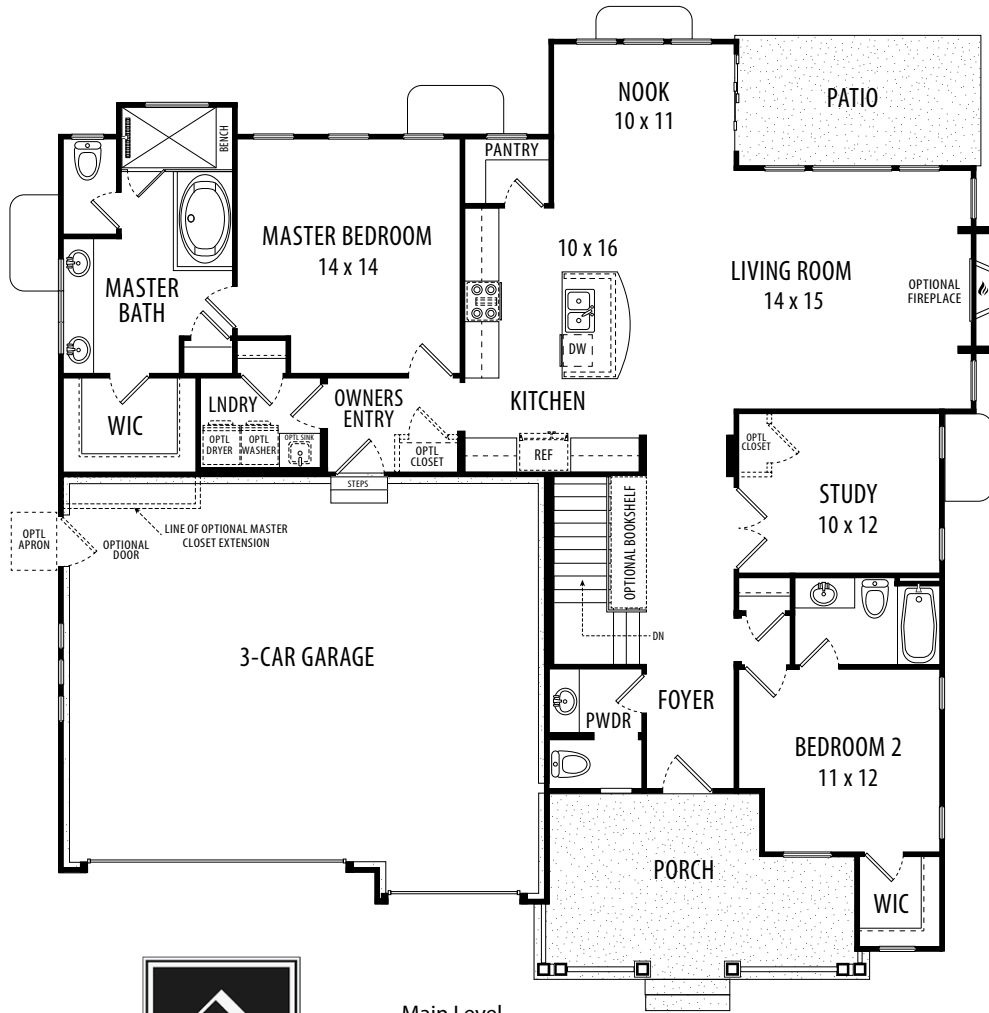 NOOK
10 x 11
PATIO
BENCH
PANTRY
MASTER BEDROOM
14 x 14
10 x 16
LIVING ROOM
14 x 15
OPTIONAL
FIREPLACE
MASTER
BATH
DW
KITCHEN
WIC
LNDRY
OWNERS
ENTRY
OPTL
DRYER
OPTL
WASHER
OPTL SINK
OPTL
CLOSET
REF
OPTL
CLOSET
STUDY
10 x 12
STEPS
OPTL
APRON
OPTIONAL
DOOR
LINE OF OPTIONAL MASTER
CLOSET EXTENSION
OPTIONAL BOOKSHELF
DN
3-CAR GARAGE
FOYER
PWDR
BEDROOM 2
11 x 12
PORCH
WIC
Main Level